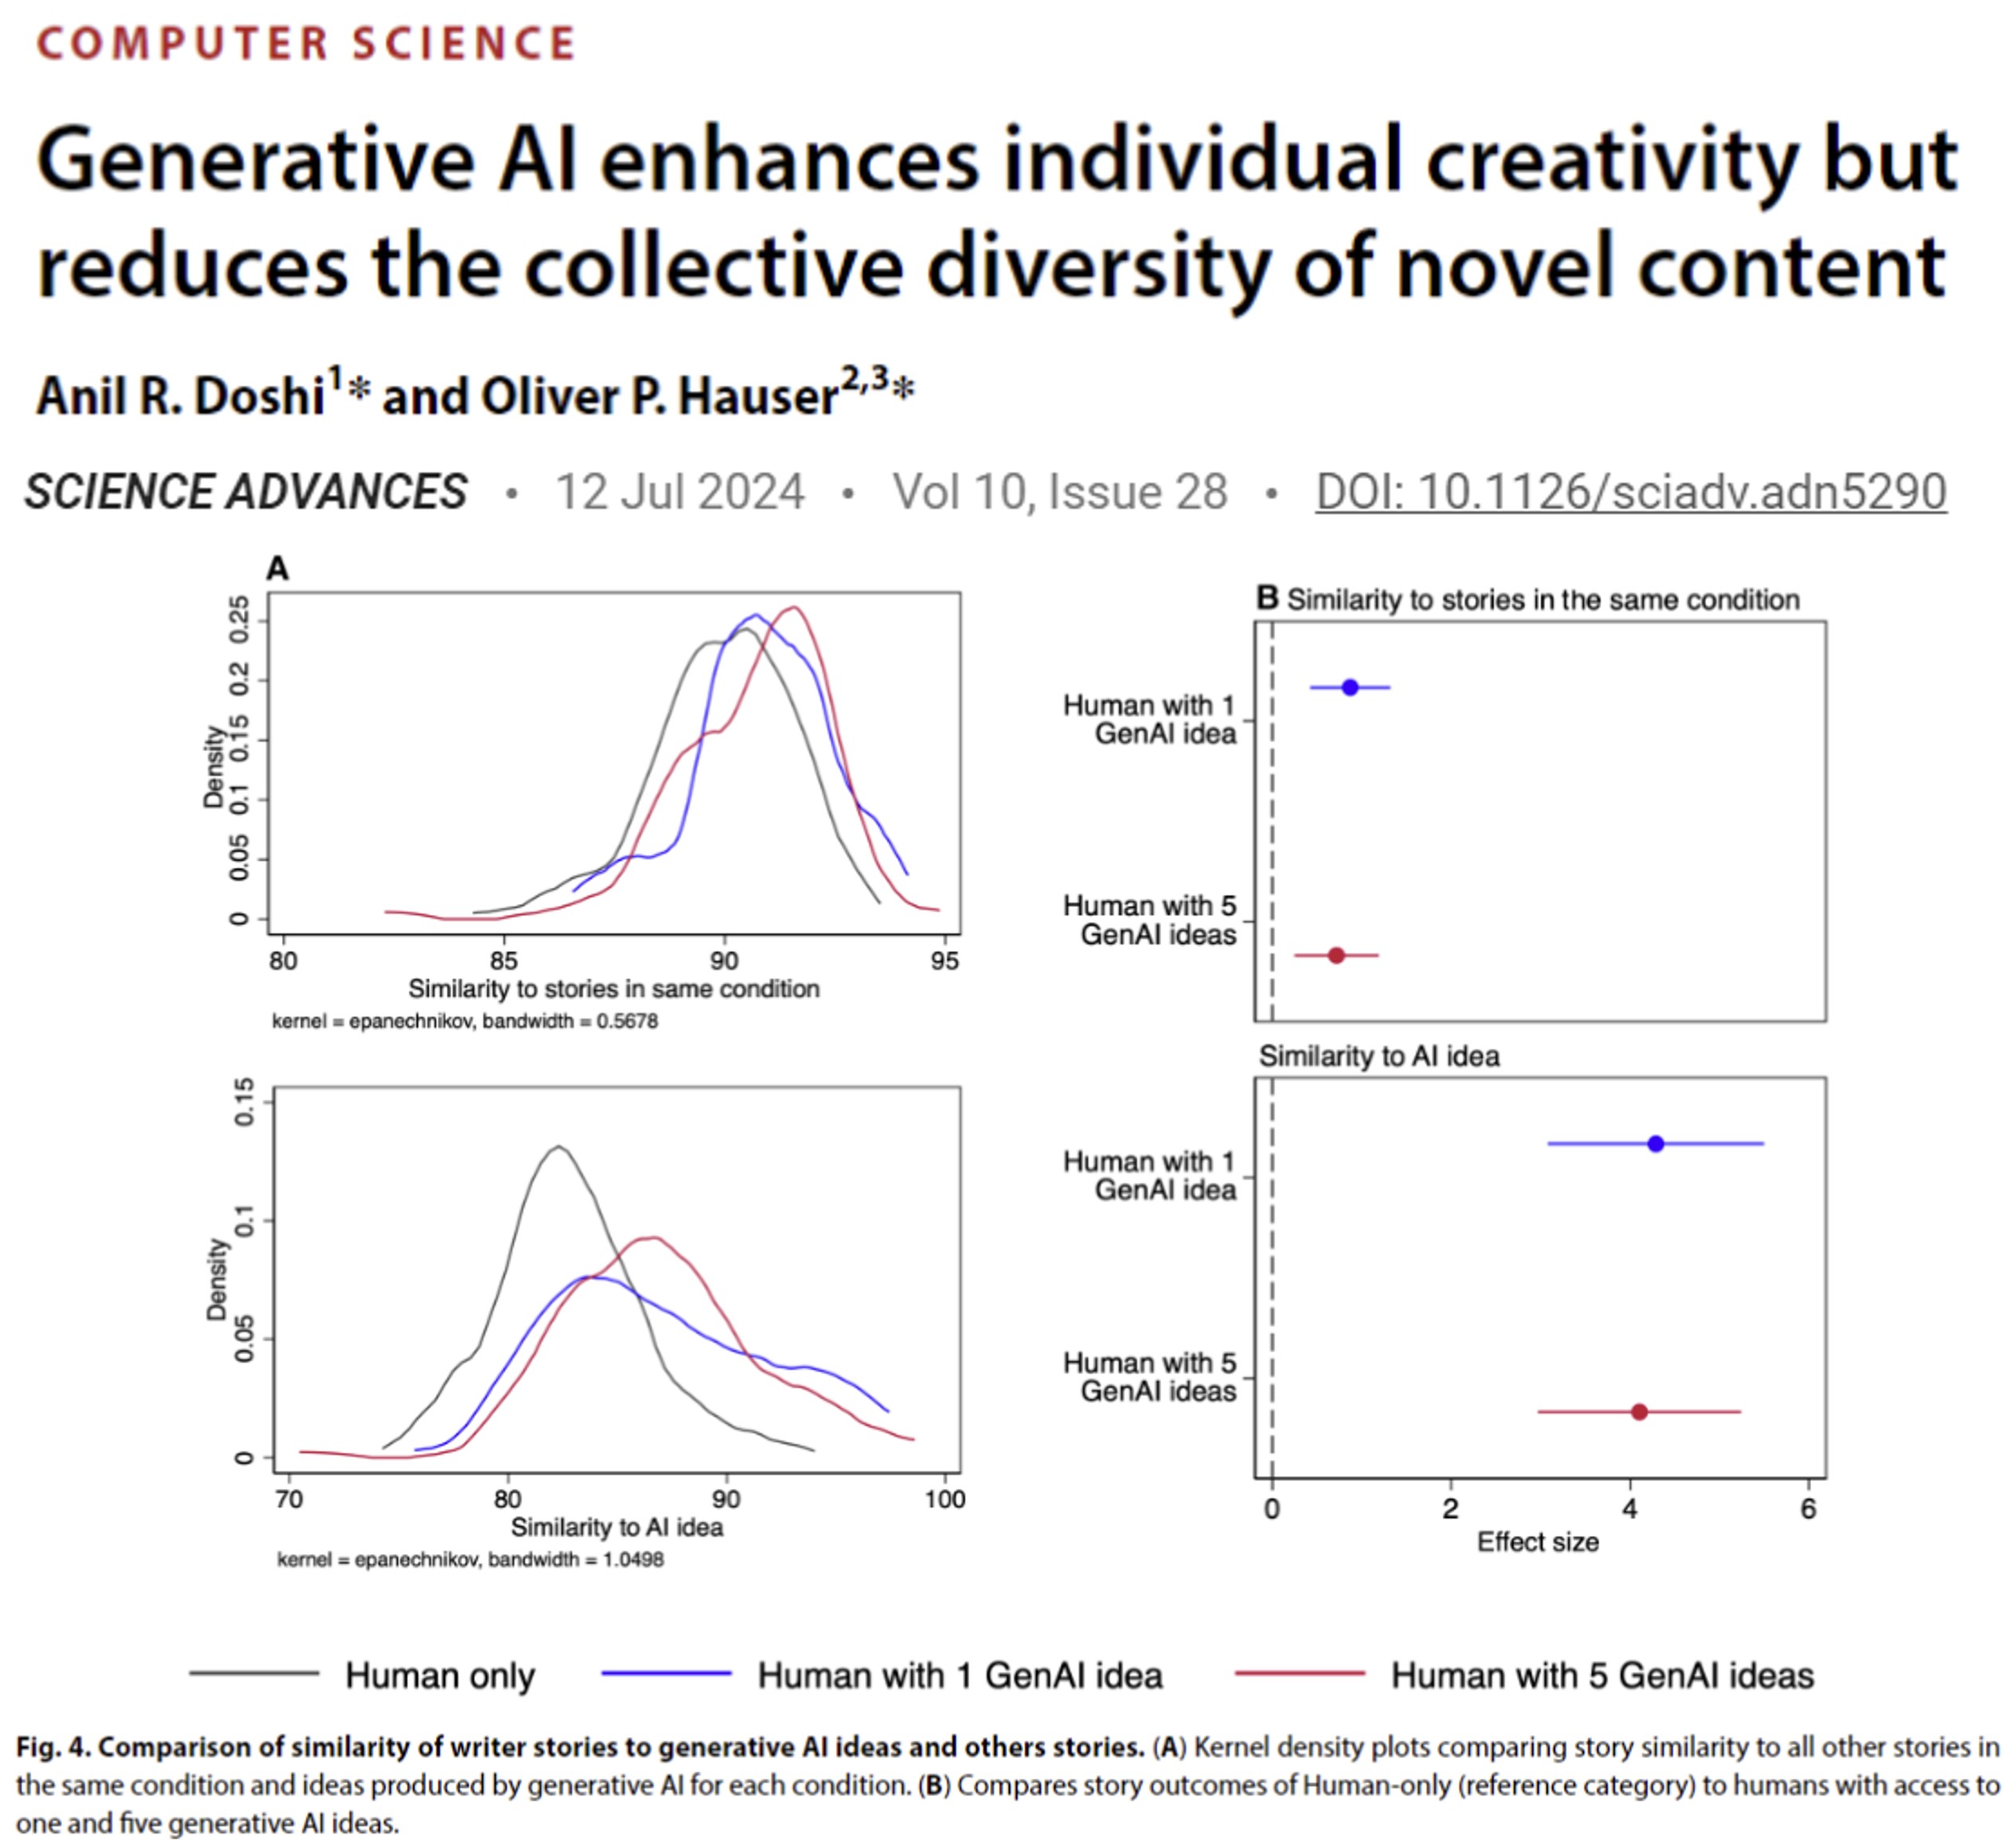 COMPUTER SCIENCE
Generative AI enhances individual creativity but
reduces the collective diversity of novel content
Anil R. Doshi1* and Oliver P. Hauser2,3*
SCIENCE ADVANCES • 12 Jul 2024 • Vol 10, Issue 28 • DOI: 10.1126/sciadv.adn5290
A
Density
0.25
0.2
0.15
0.1
0.05
0
80 85 90 95
Similarity to stories in same condition
kernel = epanechnikov, bandwidth = 0.5678
Density
0.15
0.1
0.05
0
70 80 90 100
Similarity to AI idea
kernel = epanechnikov, bandwidth = 1.0498
B Similarity to stories in the same condition
Human with 1
GenAI idea
Human with 5
GenAI ideas
Similarity to AI idea
Human with 1
GenAI idea
Human with 5
GenAI ideas
0 2 4 6
Effect size
Human only Human with 1 GenAI idea Human with 5 GenAI ideas
Fig. 4. Comparison of similarity of writer stories to generative AI ideas and others stories. (A) Kernel density plots comparing story similarity to all other stories in
the same condition and ideas produced by generative AI for each condition. (B) Compares story outcomes of Human-only (reference category) to humans with access to
one and five generative AI ideas.